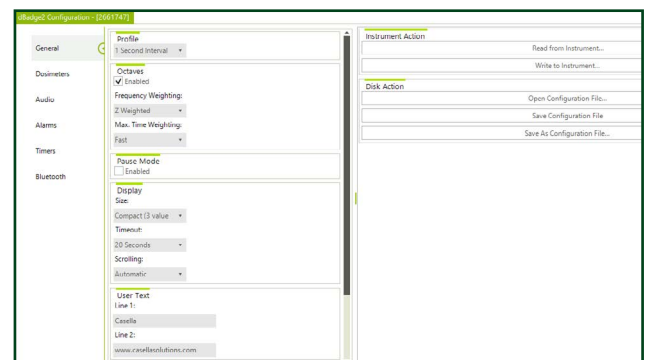 dBadge2 Configuration - [2661747]
General
Dosimeters
Audio
Alarms
Timers
Bluetooth
Profile
1 Second Interval
Octaves
Enabled
Frequency Weighting:
Z Weighted
Max. Time Weighting:
Fast
Pause Mode
Enabled
Display
Size:
Compact (3 value
Timeout:
20 Seconds
Scrolling:
Automatic
User Text
Line 1:
Casella
Line 2:
www.casellasolutions.com
Instrument Action
Read from Instrument...
Write to Instrument...
Disk Action
Open Configuration File...
Save Configuration File
Save As Configuration File...